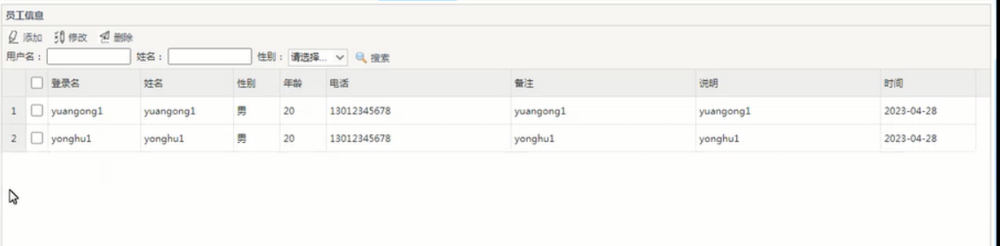 员工信息
添加 修改 删除
用户名： 姓名： 性别： 请选择... 搜索
登录名 姓名 性别 年龄 电话 备注 说明 时间
1 yuangong1 yuangong1 男 20 13012345678 yuangong1 yuangong1 2023-04-28
2 yonghu1 yonghu1 男 20 13012345678 yonghu1 yonghu1 2023-04-28